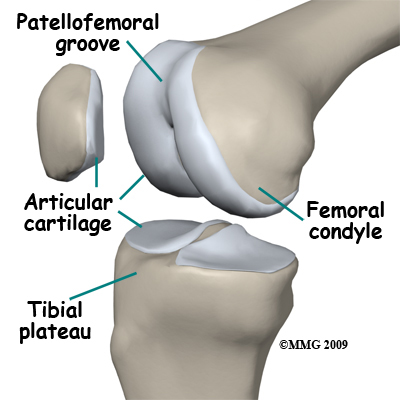 Patellofemoral
groove
Articular
cartilage
Femoral
condyle
Tibial
plateau
©MMG 2009